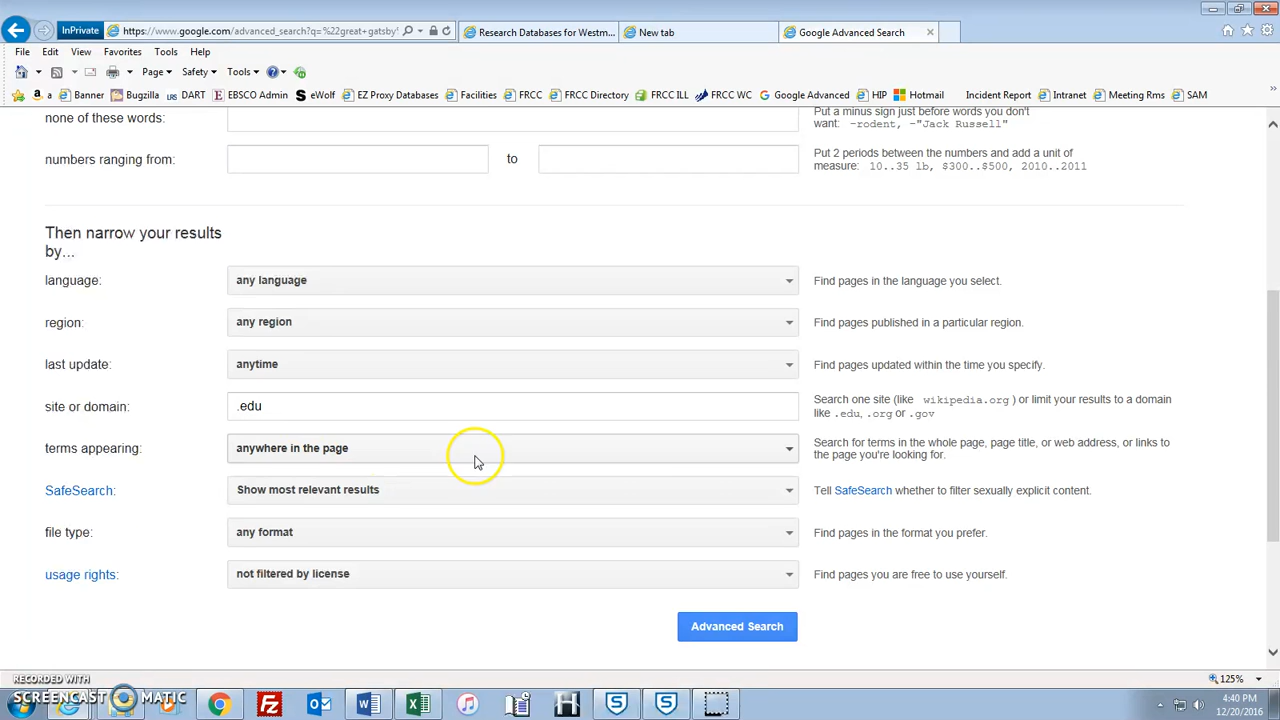 InPrivate https://www.google.com/advanced_search?q=%22great+gatsby% Research Databases for Westm... New tab Google Advanced Search
File Edit View Favorites Tools Help
Page Safety Tools
a Banner Bugzilla LRS DART EBSCO Admin eWolf EZ Proxy Databases Facilities FRCC FRCC Directory FRCC ILL FRCC WC Google Advanced HIP Hotmail Incident Report Intranet Meeting Rms SAM
none of these words:
Put a minus sign just before words you don't
want: -rodent, -"Jack Russell"
numbers ranging from: to
Put 2 periods between the numbers and add a unit of
measure: 10..35 lb, $300..$500, 2010..2011
Then narrow your results
by...
language: any language Find pages in the language you select.
region: any region Find pages published in a particular region.
last update: anytime Find pages updated within the time you specify.
site or domain: .edu
Search one site (like wikipedia.org ) or limit your results to a domain
like .edu, .org or .gov
terms appearing: anywhere in the page
Search for terms in the whole page, page title, or web address, or links to
the page you're looking for.
SafeSearch: Show most relevant results Tell SafeSearch whether to filter sexually explicit content.
file type: any format Find pages in the format you prefer.
usage rights: not filtered by license Find pages you are free to use yourself.
Advanced Search
125%
RECORDED WITH
SCREENCAST MATIC
4:40 PM
12/20/2016